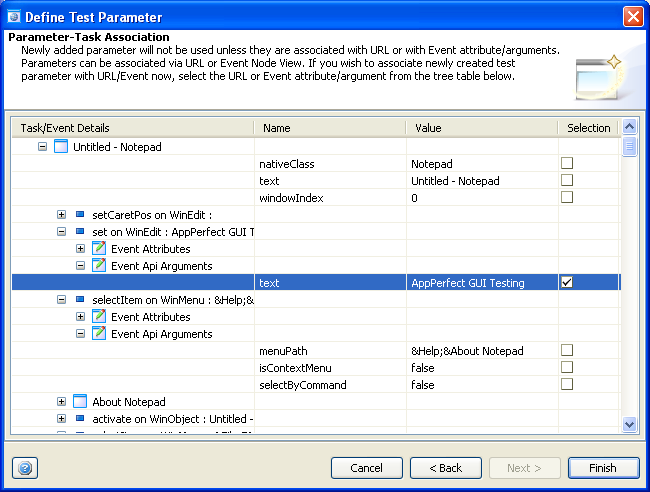 Define Test Parameter
Parameter-Task Association
Newly added parameter will not be used unless they are associated with URL or with Event attribute/arguments.
Parameters can be associated via URL or Event Node View. If you wish to associate newly created test
parameter with URL/Event now, select the URL or Event attribute/argument from the tree table below.
Task/Event Details Name Value Selection
Untitled - Notepad
nativeClass Notepad
text Untitled - Notepad
windowIndex 0
setCaretPos on WinEdit :
set on WinEdit : AppPerfect GUI T
Event Attributes
Event Api Arguments
text AppPerfect GUI Testing
selectItem on WinMenu : &Help;&
Event Attributes
Event Api Arguments
menuPath &Help;&About Notepad
isContextMenu false
selectByCommand false
About Notepad
activate on WinObject : Untitled -
Cancel < Back Next > Finish